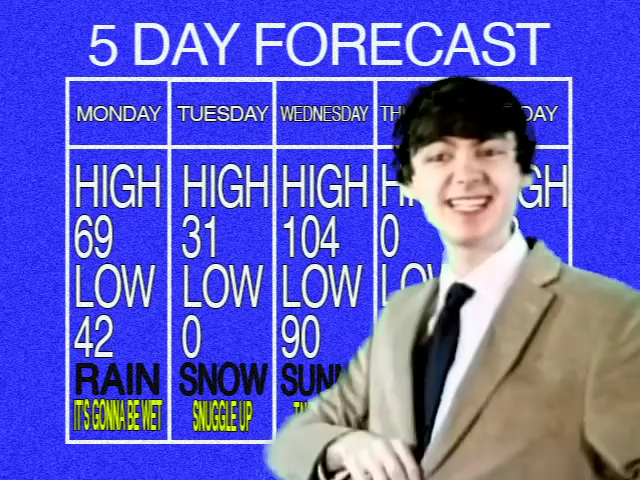 5 DAY FORECAST
MONDAY TUESDAY WEDNESDAY
HIGH HIGH HIGH
69 31 104 0
LOW LOW LOW
42 0 90
RAIN SNOW
IT'S GONNA BE WET SNUGGLE UP